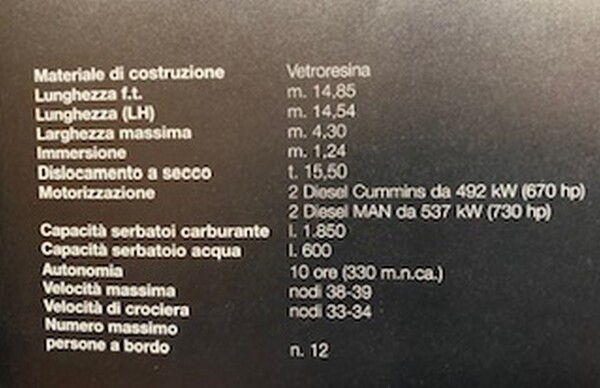 Materiale di costruzione Vetroresina
Lunghezza f.t. m. 14,85
Lunghezza (LH) m. 14,54
Larghezza massima m. 4,30
Immersione m. 1,24
Dislocamento a secco t. 15,50
Motorizzazione 2 Diesel Cummins da 492 kW (670 hp)
2 Diesel MAN da 537 kW (730 hp)
Capacità serbatoi carburante l. 1.850
Capacità serbatoio acqua l. 600
Autonomia 10 ore (330 m.n.ca.)
Velocità massima nodi 38-39
Velocità di crociera nodi 33-34
Numero massimo
persone a bordo n. 12